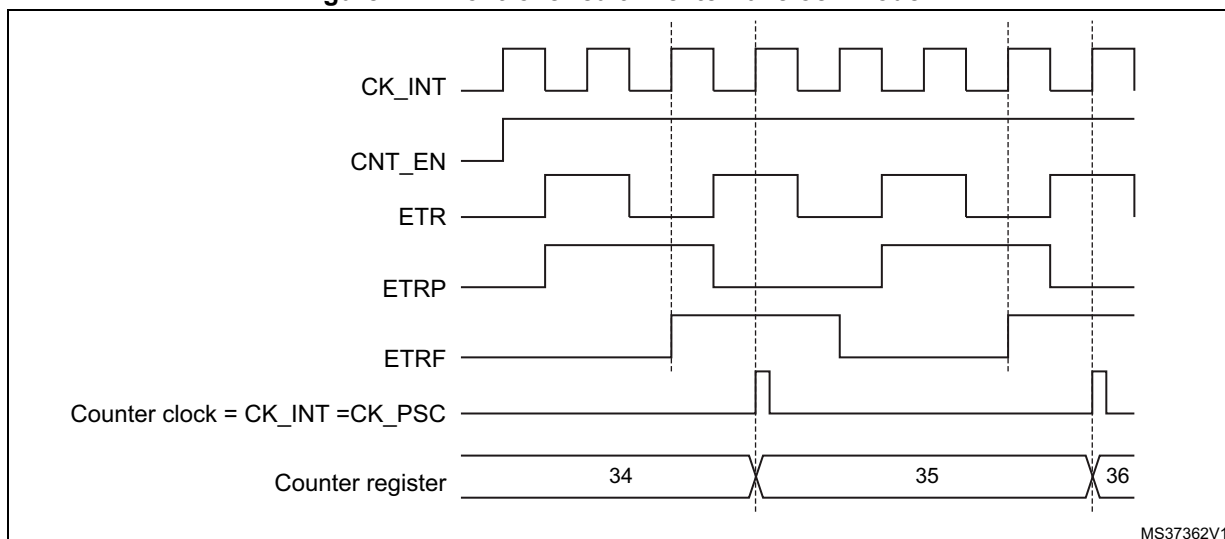 CK_INT
CNT_EN
ETR
ETRP
ETRF
Counter clock = CK_INT =CK_PSC
Counter register 34 35 36
MS37362V1